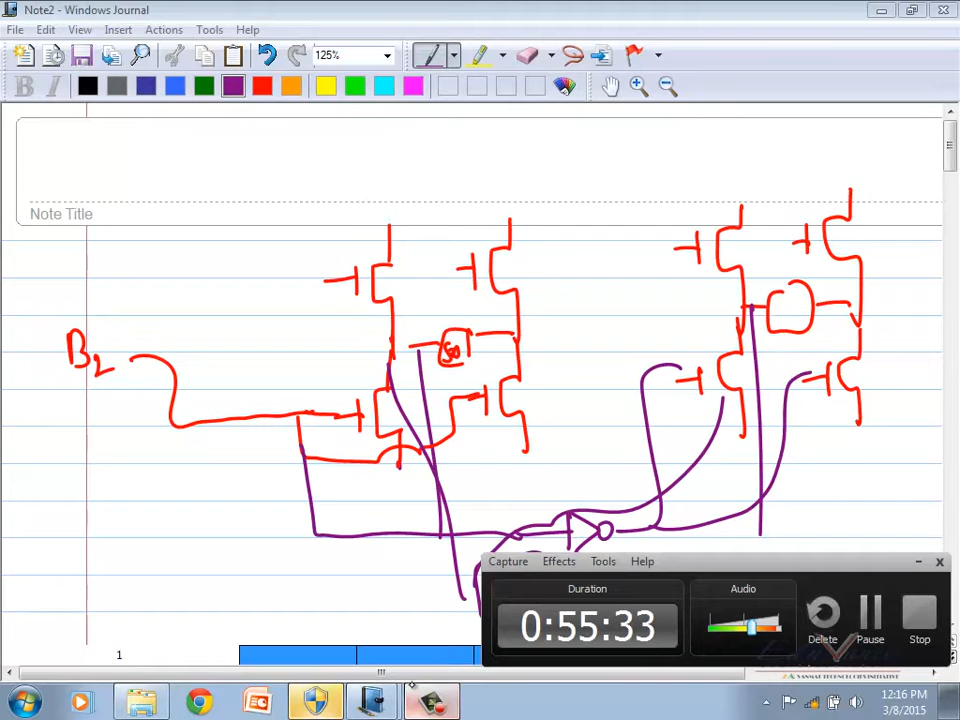 Note2 - Windows Journal
File Edit View Insert Actions Tools Help
125%
B I
Note Title
B2
Capture Effects Tools Help
Duration Audio
0:55:33
Delete Pause Stop
1
12:16 PM
3/8/2015